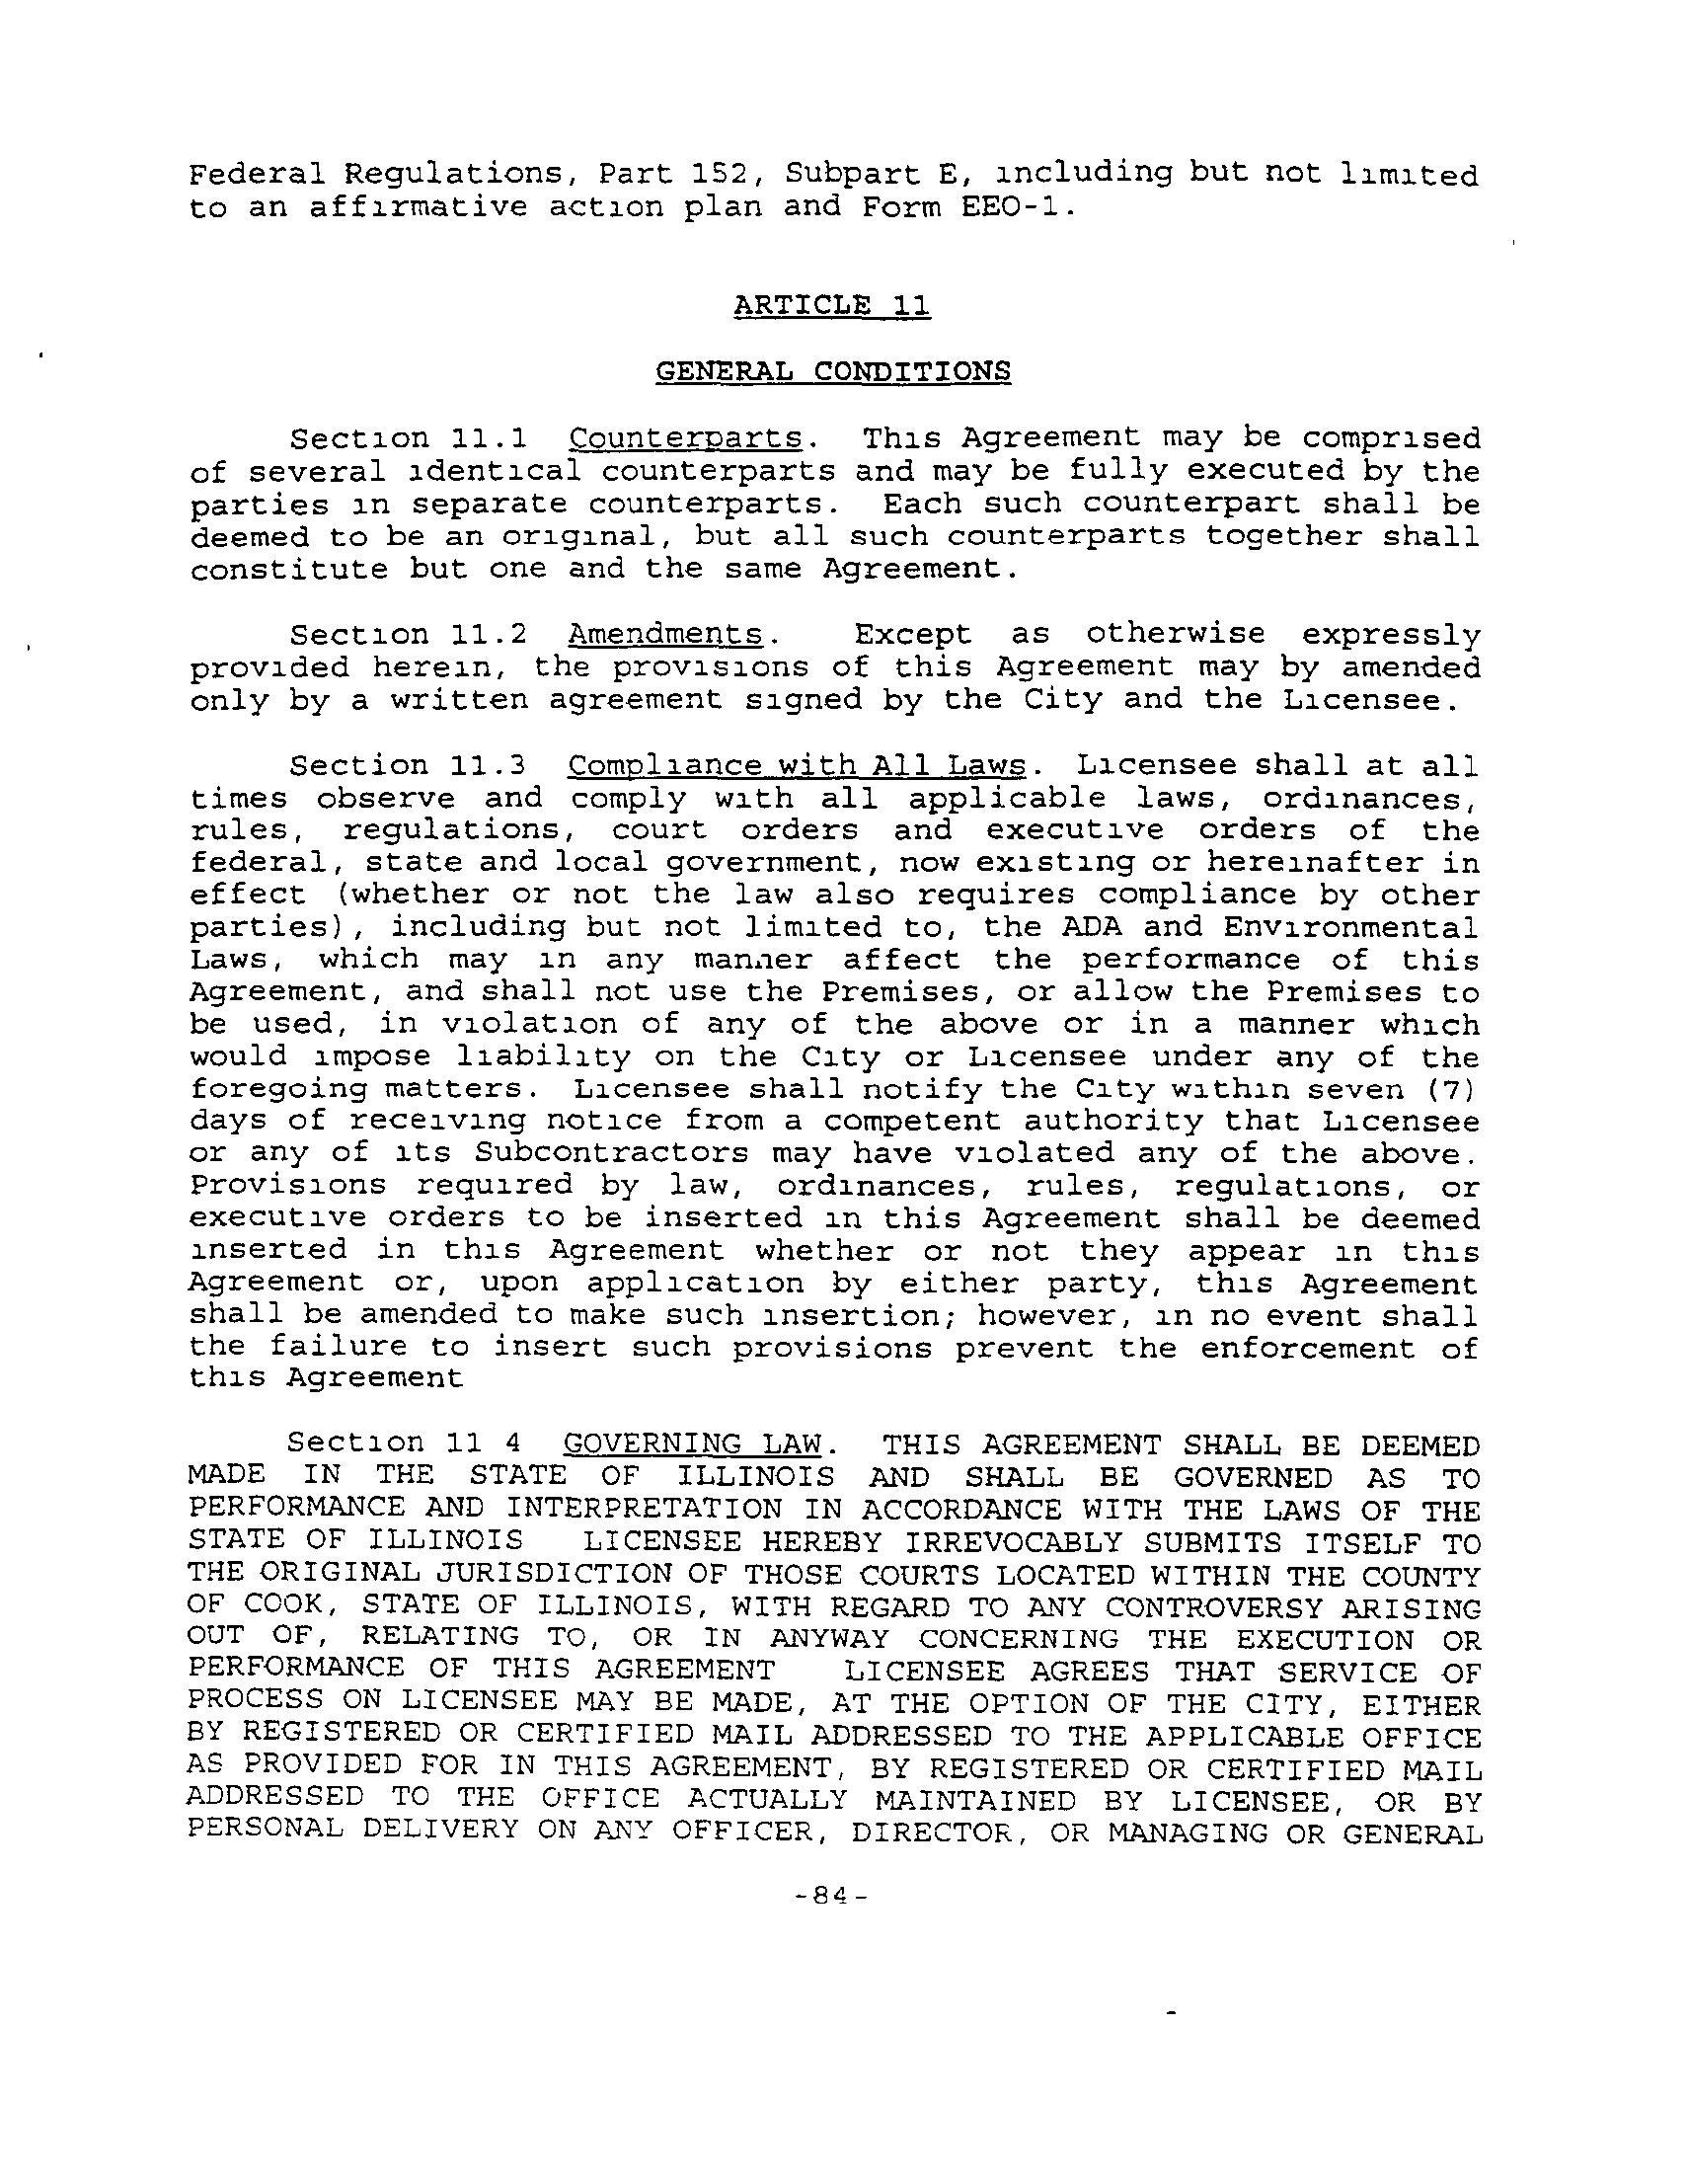 Federal Regulations, Part 152, Subpart E, including but not limited
to an affirmative action plan and Form EEO-1.
ARTICLE 11
GENERAL CONDITIONS
Section 11.1 Counterparts. This Agreement may be comprised
of several identical counterparts and may be fully executed by the
parties in separate counterparts. Each such counterpart shall be
deemed to be an original, but all such counterparts together shall
constitute but one and the same Agreement.
Section 11.2 Amendments. Except as otherwise expressly
provided herein, the provisions of this Agreement may by amended
only by a written agreement signed by the City and the Licensee.
Section 11.3 Compliance with All Laws. Licensee shall at all
times observe and comply with all applicable laws, ordinances,
rules, regulations, court orders and executive orders of the
federal, state and local government, now existing or hereinafter in
effect (whether or not the law also requires compliance by other
parties), including but not limited to, the ADA and Environmental
Laws, which may in any manner affect the performance of this
Agreement, and shall not use the Premises, or allow the Premises to
be used, in violation of any of the above or in a manner which
would impose liability on the City or Licensee under any of the
foregoing matters. Licensee shall notify the City within seven (7)
days of receiving notice from a competent authority that Licensee
or any of its Subcontractors may have violated any of the above.
Provisions required by law, ordinances, rules, regulations, or
executive orders to be inserted in this Agreement shall be deemed
inserted in this Agreement whether or not they appear in this
Agreement or, upon application by either party, this Agreement
shall be amended to make such insertion; however, in no event shall
the failure to insert such provisions prevent the enforcement of
this Agreement
Section 11 4 GOVERNING LAW. THIS AGREEMENT SHALL BE DEEMED
MADE IN THE STATE OF ILLINOIS AND SHALL BE GOVERNED AS TO
PERFORMANCE AND INTERPRETATION IN ACCORDANCE WITH THE LAWS OF THE
STATE OF ILLINOIS LICENSEE HEREBY IRREVOCABLY SUBMITS ITSELF TO
THE ORIGINAL JURISDICTION OF THOSE COURTS LOCATED WITHIN THE COUNTY
OF COOK, STATE OF ILLINOIS, WITH REGARD TO ANY CONTROVERSY ARISING
OUT OF, RELATING TO, OR IN ANYWAY CONCERNING THE EXECUTION OR
PERFORMANCE OF THIS AGREEMENT LICENSEE AGREES THAT SERVICE OF
PROCESS ON LICENSEE MAY BE MADE, AT THE OPTION OF THE CITY, EITHER
BY REGISTERED OR CERTIFIED MAIL ADDRESSED TO THE APPLICABLE OFFICE
AS PROVIDED FOR IN THIS AGREEMENT, BY REGISTERED OR CERTIFIED MAIL
ADDRESSED TO THE OFFICE ACTUALLY MAINTAINED BY LICENSEE, OR BY
PERSONAL DELIVERY ON ANY OFFICER, DIRECTOR, OR MANAGING OR GENERAL
-84-